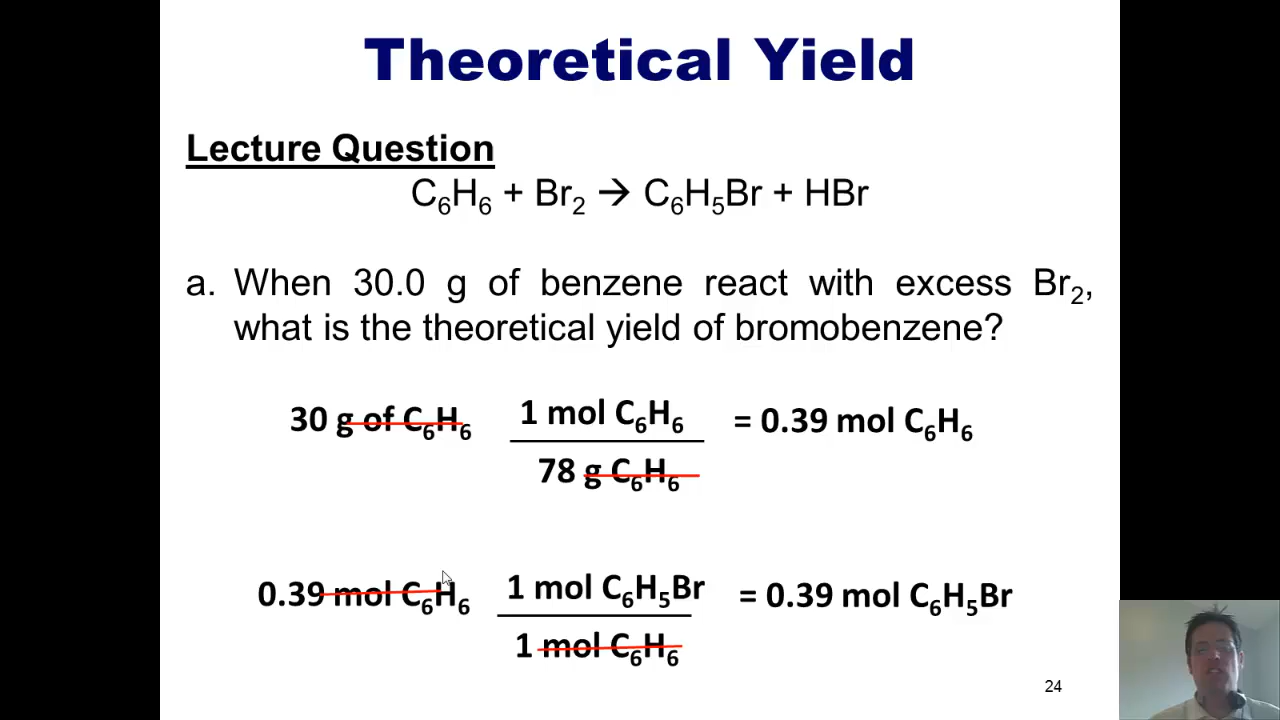 Theoretical Yield
Lecture Question
C₆H₆ + Br₂ → C₆H₅Br + HBr
a. When 30.0 g of benzene react with excess Br₂,
what is the theoretical yield of bromobenzene?
30 g of C₆H₆ 1 mol C₆H₆ = 0.39 mol C₆H₆
78 g C₆H₆
0.39 mol C₆H₆ 1 mol C₆H₅Br = 0.39 mol C₆H₅Br
1 mol C₆H₆
24